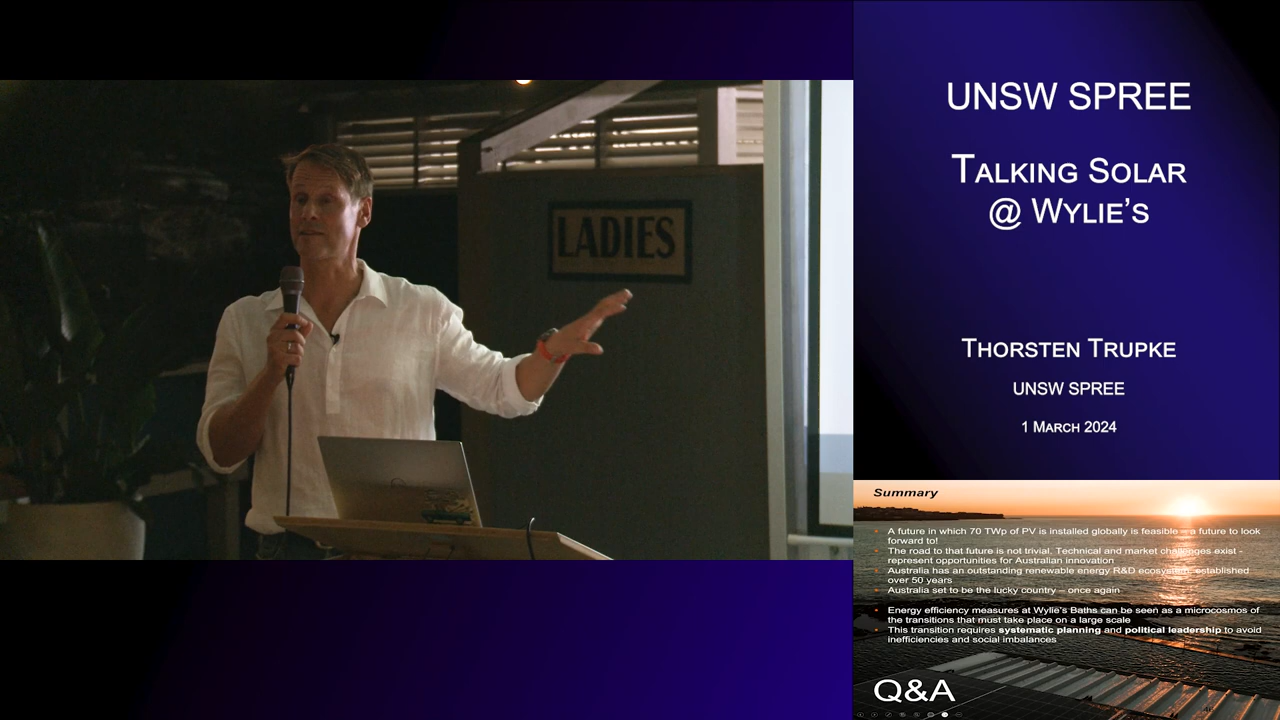 LADIES
UNSW SPREE
TALKING SOLAR
@ WYLIE'S
THORSTEN TRUPKE
UNSW SPREE
1 MARCH 2024
Summary
A future in which 70 TWp of PV is installed globally is feasible – a future to look
forward to!
The road to that future is not trivial. Technical and market challenges exist -
represent opportunities for Australian innovation
Australia has an outstanding renewable energy R&D ecosystem, established
over 50 years
Australia set to be the lucky country – once again
Energy efficiency measures at Wylie's Baths can be seen as a microcosmos of
the transitions that must take place on a large scale
This transition requires systematic planning and political leadership to avoid
inefficiencies and social imbalances
Q&A